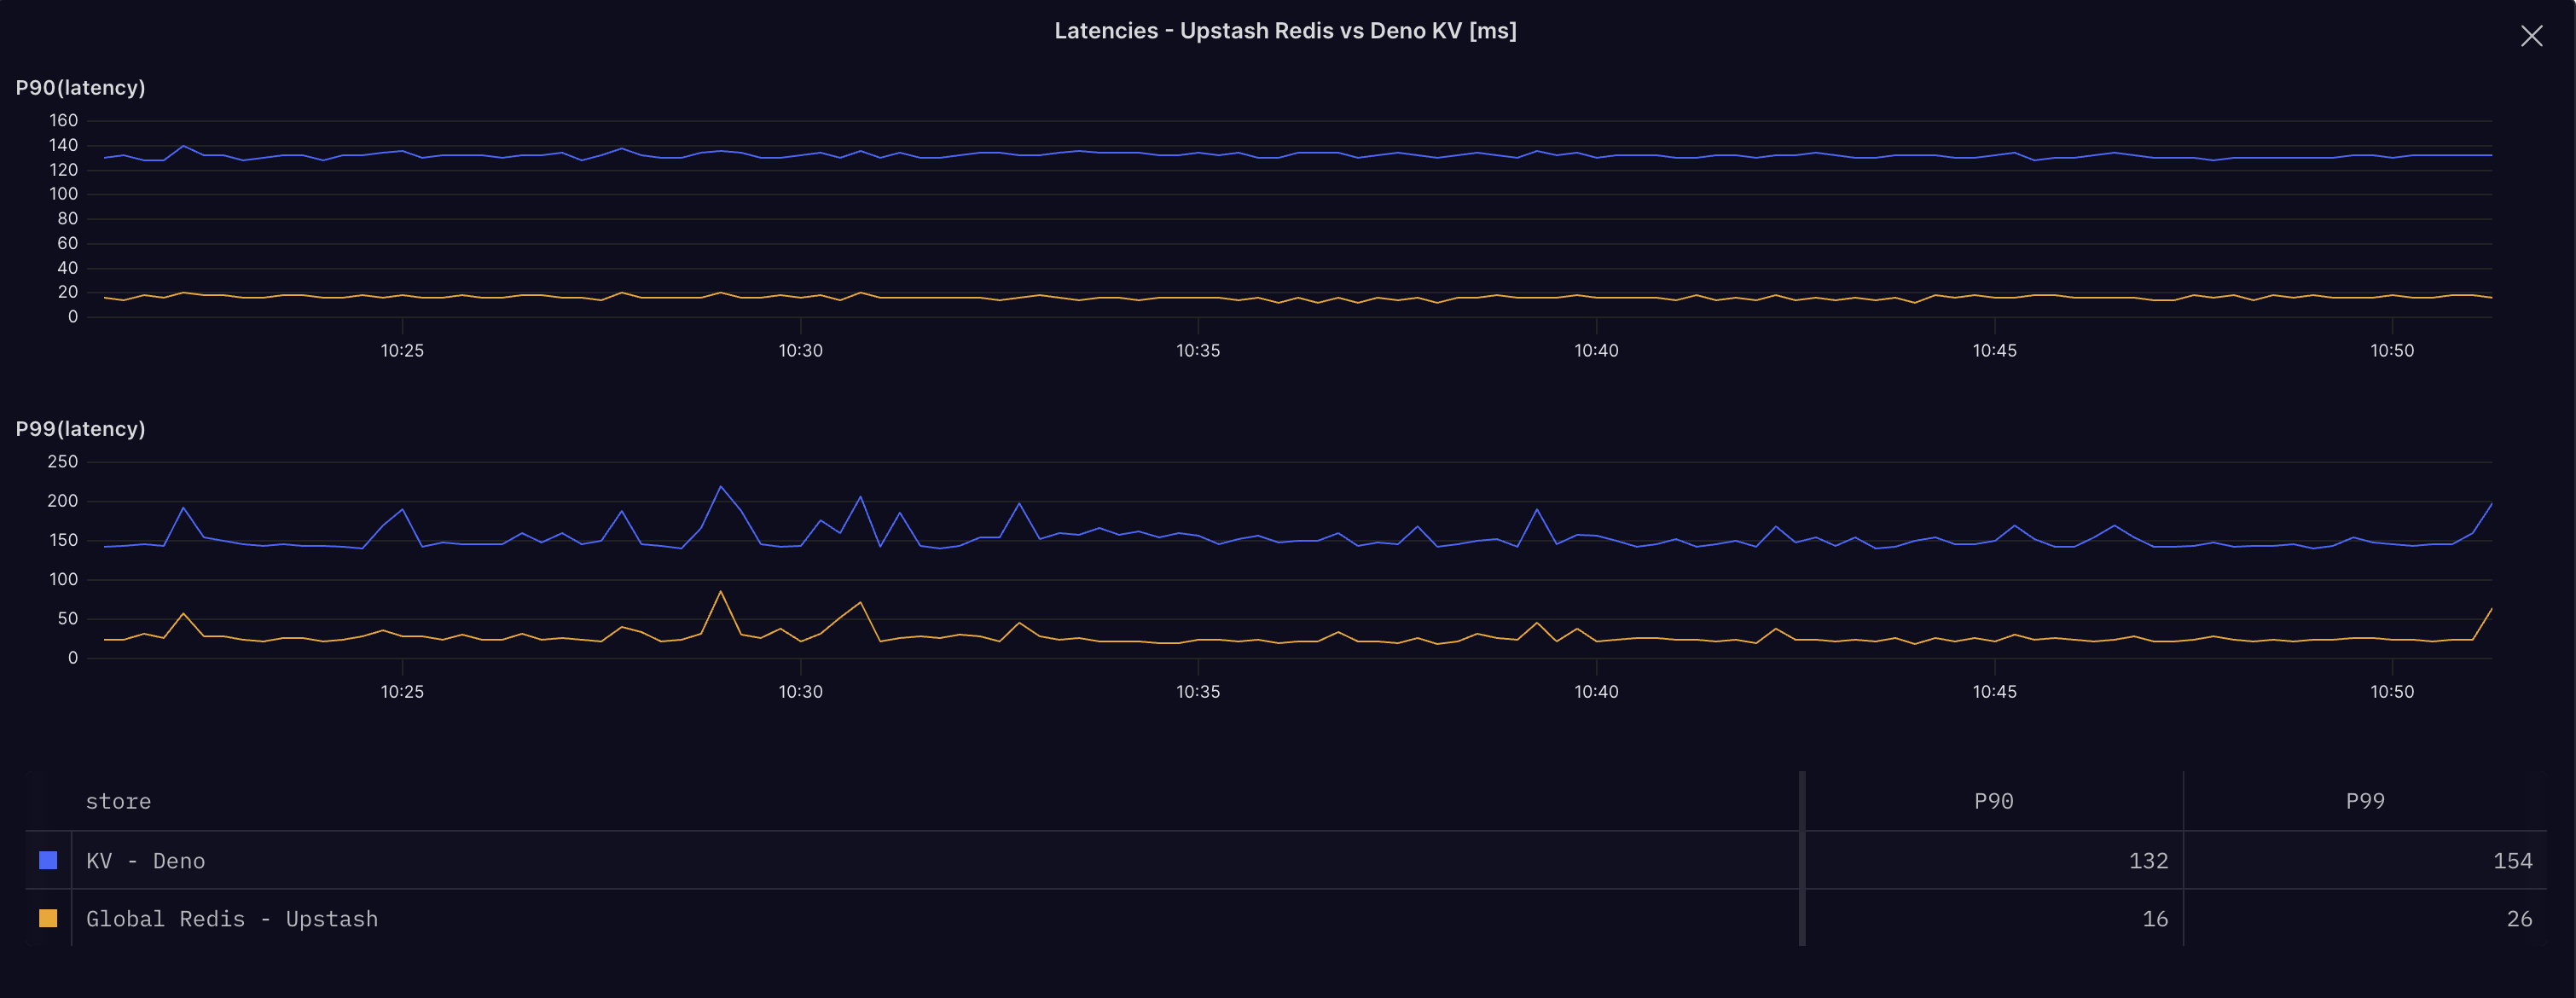 Latencies - Upstash Redis vs Deno KV [ms]
P90(latency)
160
140
120
100
80
60
40
20
0
10:25 10:30 10:35 10:40 10:45 10:50
P99(latency)
250
200
150
100
50
0
10:25 10:30 10:35 10:40 10:45 10:50
store P90 P99
KV - Deno 132 154
Global Redis - Upstash 16 26